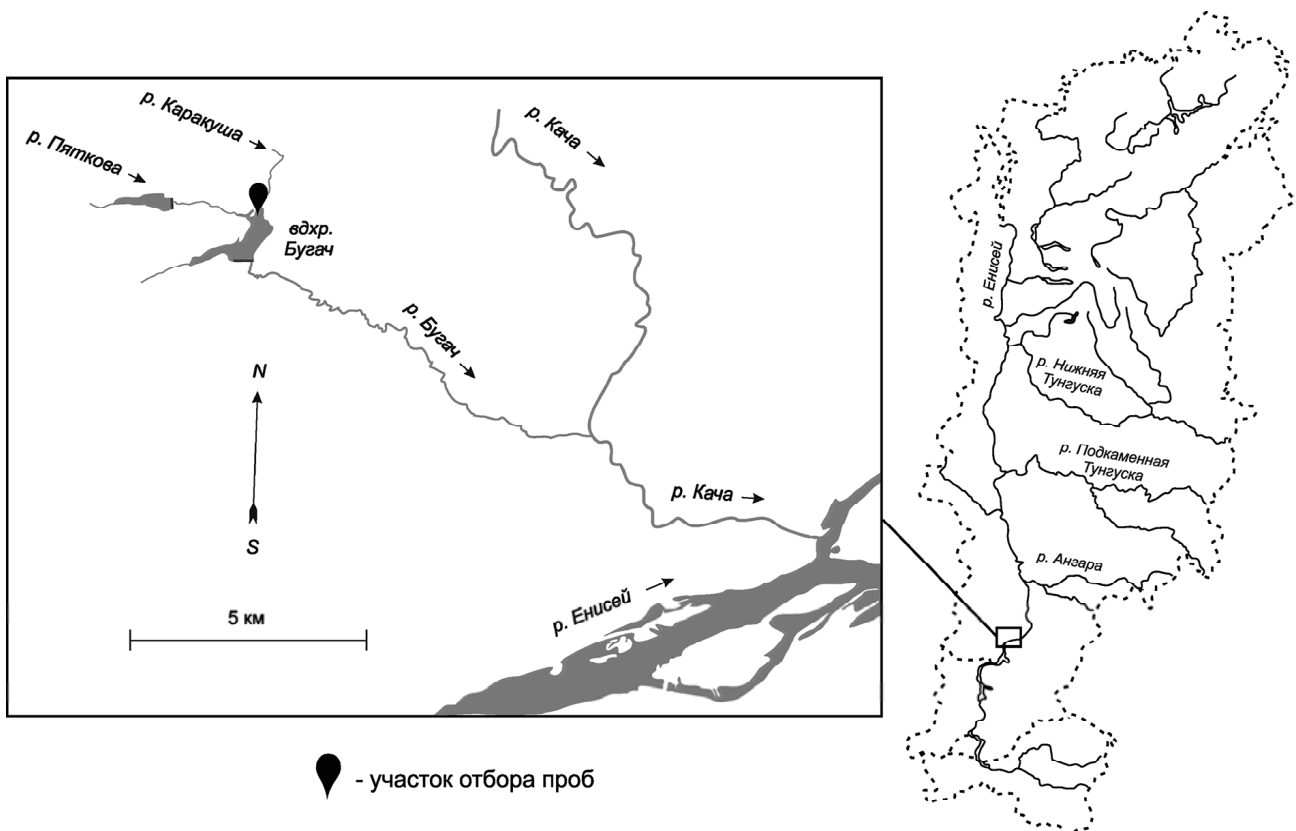 р. Каракуша
р. Пяткова
вдхр.
Бугач
р. Кача
р. Бугач
N
S
р. Кача
5 км
р. Енисей
- участок отбора проб
р. Енисей
р. Нижняя
Тунгуска
р. Подкаменная
Тунгуска
р. Ангара